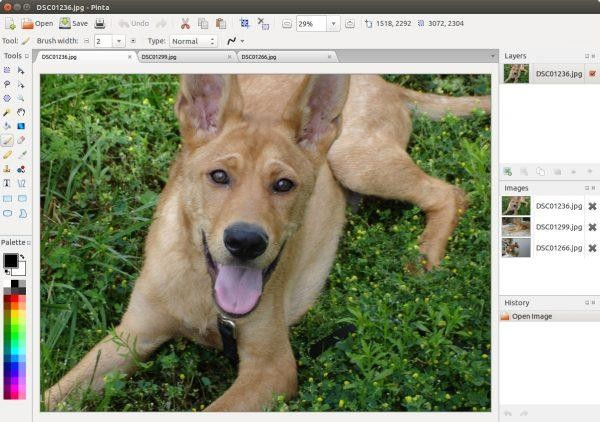 DSC01236.jpg - Pinta
Open Save Undo 29% 1518, 2292 3072, 2304
Tool: Brush width: 2 Type: Normal
Tools
DSC01236.jpg DSC01299.jpg DSC01266.jpg
Layers
DSC01236.jpg
Images
DSC01236.jpg
DSC01299.jpg
DSC01266.jpg
Palette
History
Open Image